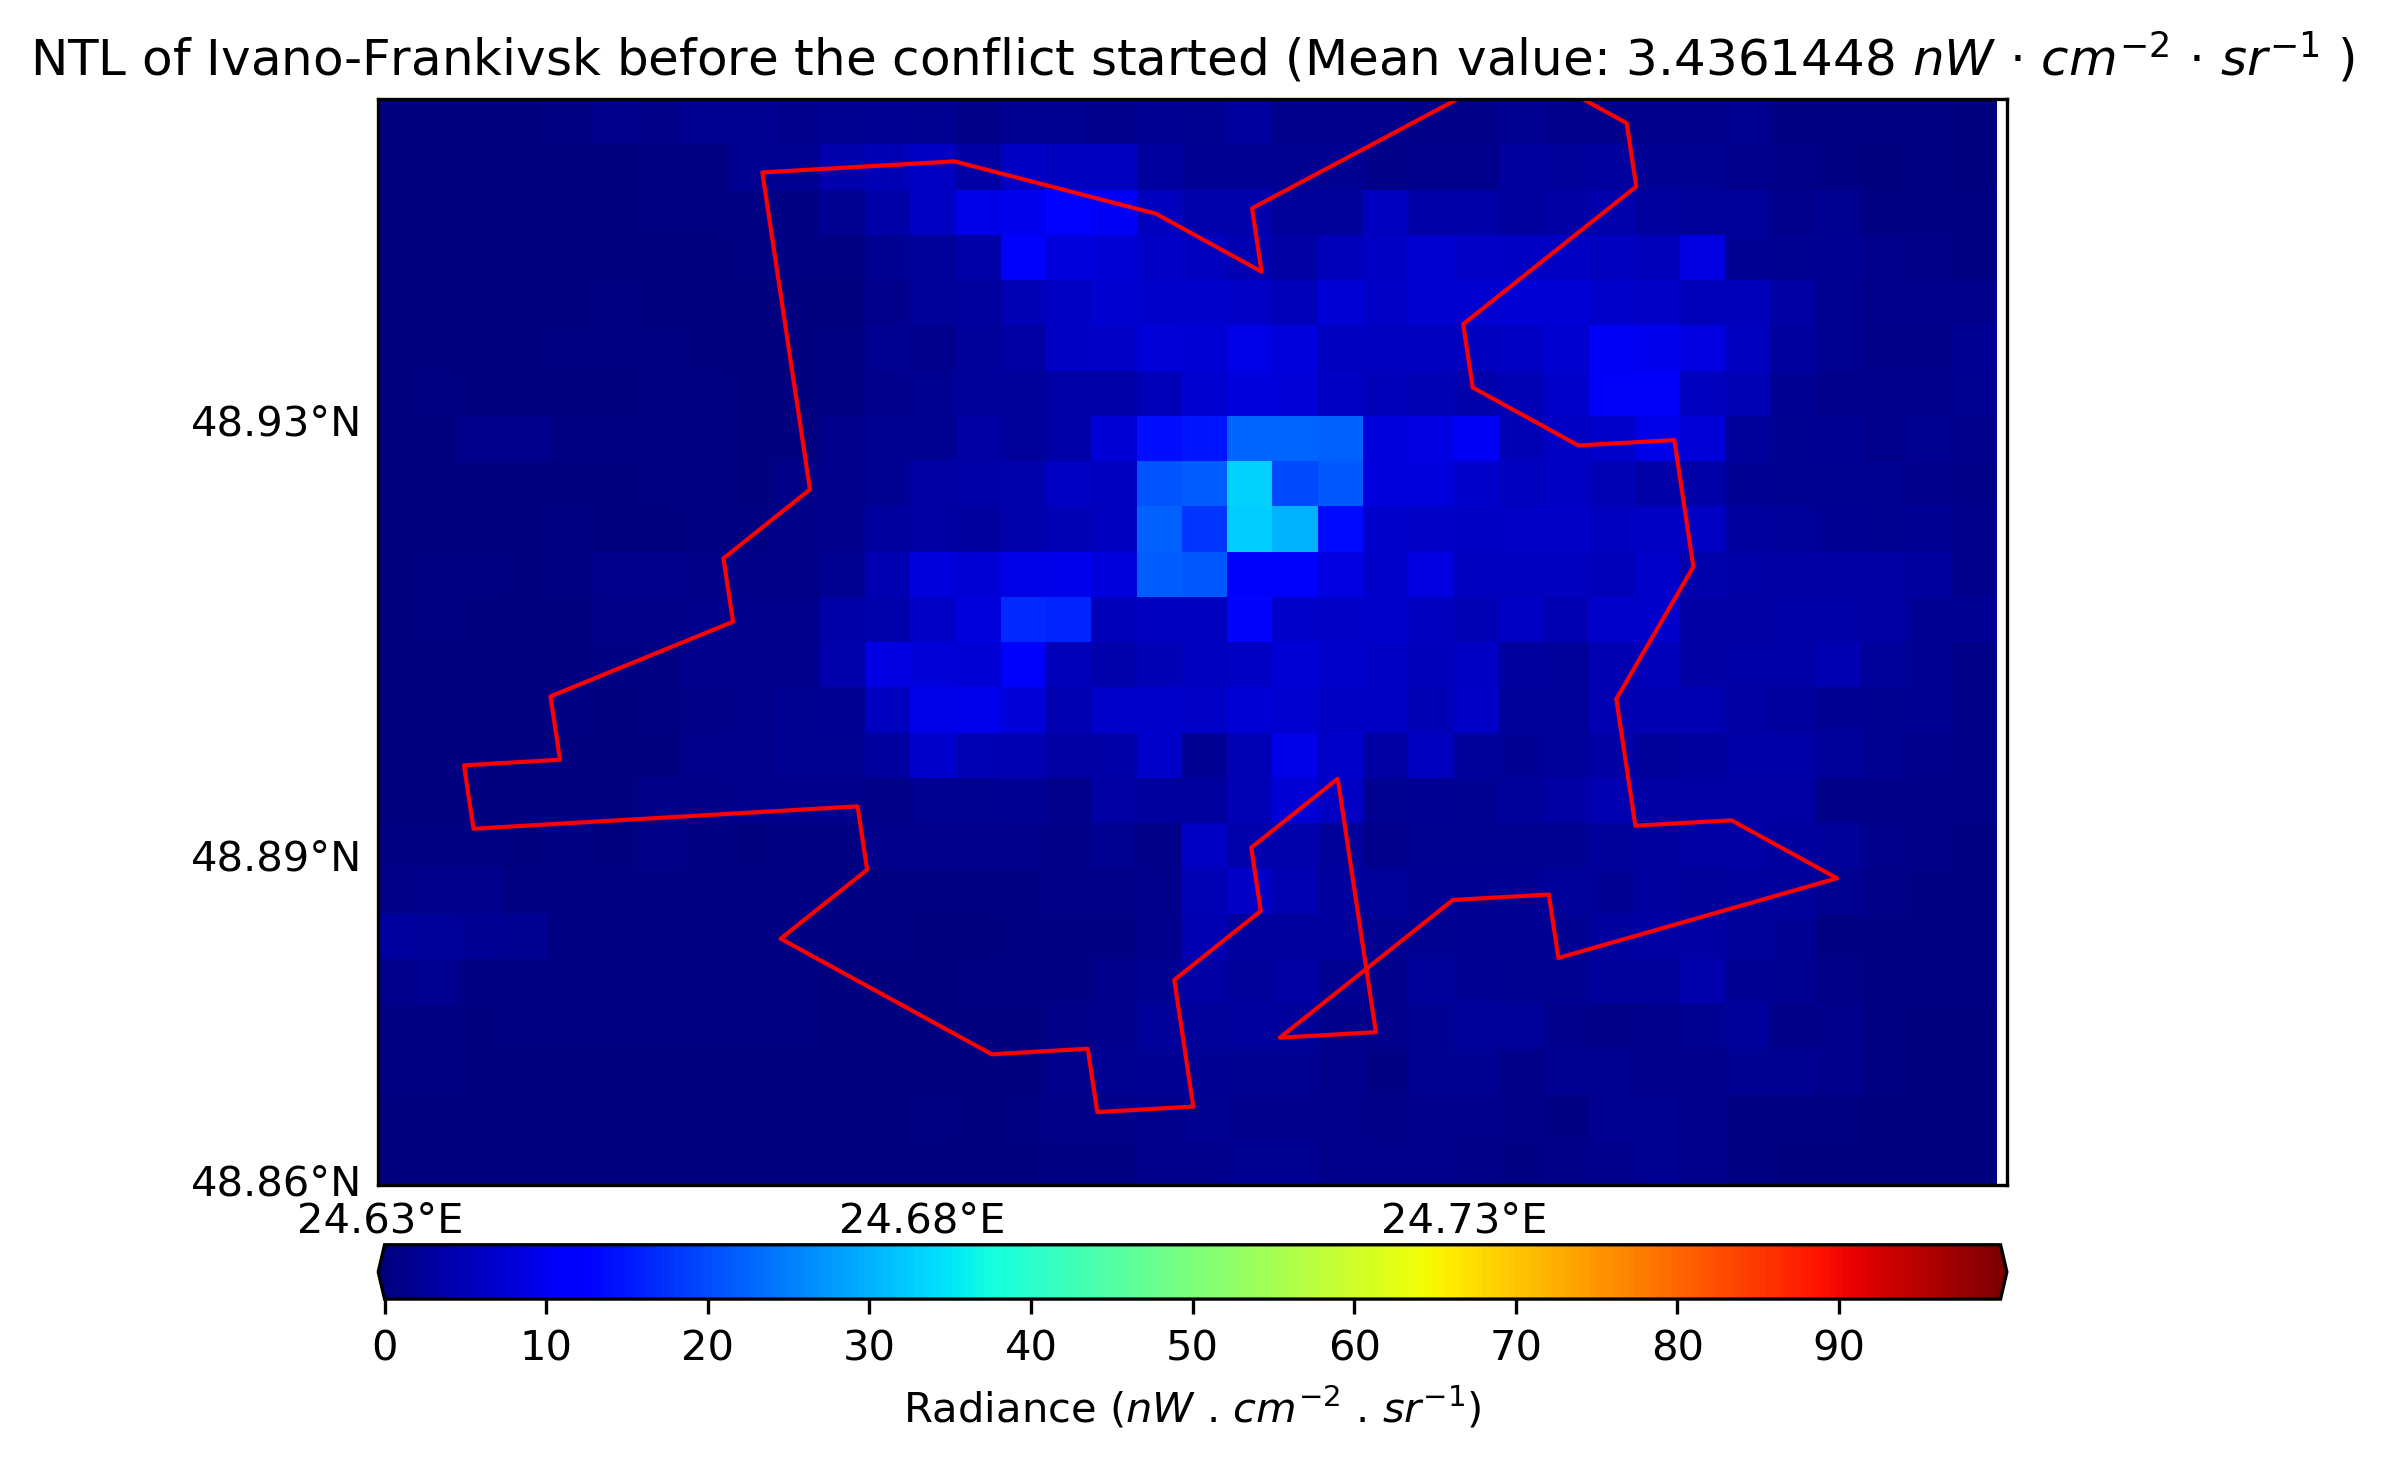 NTL of Ivano-Frankivsk before the conflict started (Mean value: 3.4361448 nW · cm⁻² · sr⁻¹ )
48.93°N
48.89°N
48.86°N
24.63°E 24.68°E 24.73°E
0 10 20 30 40 50 60 70 80 90
Radiance (nW . cm⁻² . sr⁻¹)